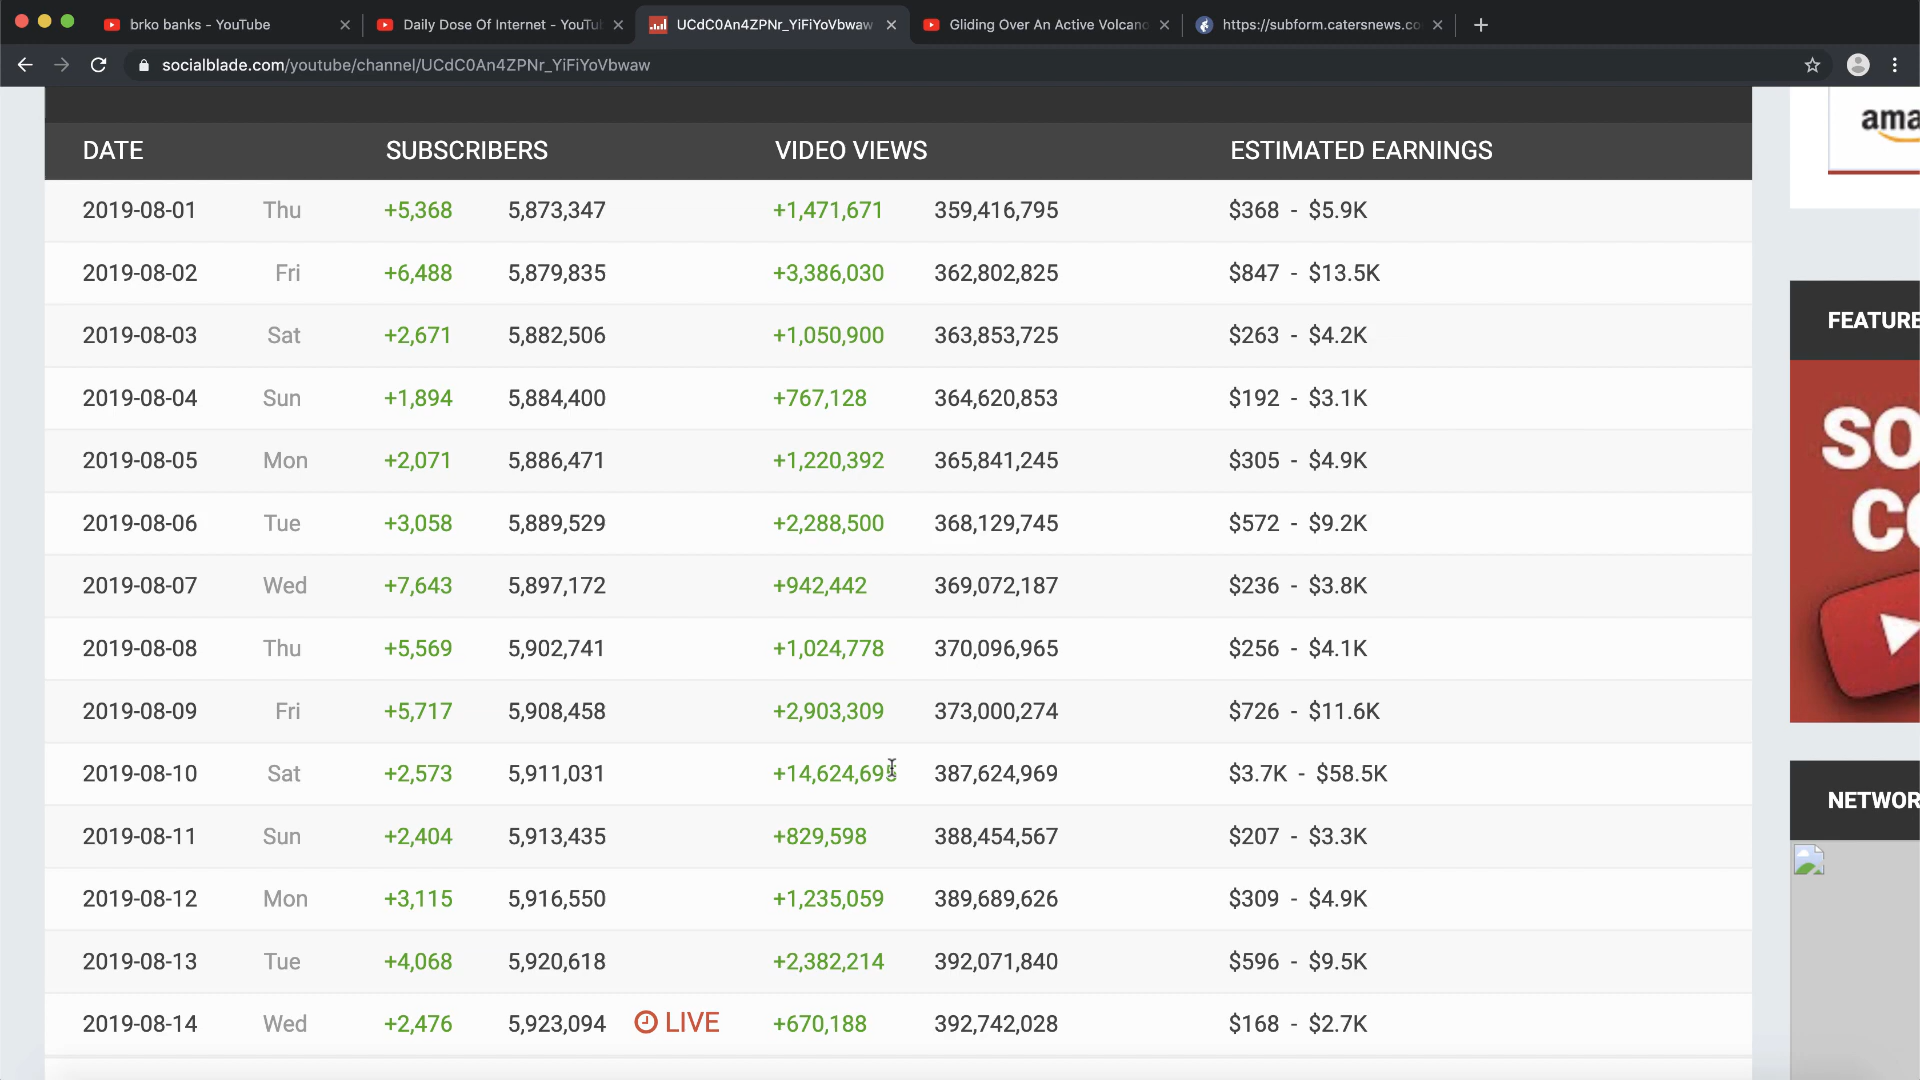 brko banks - YouTube
Daily Dose Of Internet - YouTu
UCdC0An4ZPNr_YiFiYoVbwaw
Gliding Over An Active Volcano
https://subform.catersnews.co
socialblade.com/youtube/channel/UCdC0An4ZPNr_YiFiYoVbwaw
DATE SUBSCRIBERS VIDEO VIEWS ESTIMATED EARNINGS
2019-08-01 Thu +5,368 5,873,347 +1,471,671 359,416,795 $368 - $5.9K
2019-08-02 Fri +6,488 5,879,835 +3,386,030 362,802,825 $847 - $13.5K
2019-08-03 Sat +2,671 5,882,506 +1,050,900 363,853,725 $263 - $4.2K
2019-08-04 Sun +1,894 5,884,400 +767,128 364,620,853 $192 - $3.1K
2019-08-05 Mon +2,071 5,886,471 +1,220,392 365,841,245 $305 - $4.9K
2019-08-06 Tue +3,058 5,889,529 +2,288,500 368,129,745 $572 - $9.2K
2019-08-07 Wed +7,643 5,897,172 +942,442 369,072,187 $236 - $3.8K
2019-08-08 Thu +5,569 5,902,741 +1,024,778 370,096,965 $256 - $4.1K
2019-08-09 Fri +5,717 5,908,458 +2,903,309 373,000,274 $726 - $11.6K
2019-08-10 Sat +2,573 5,911,031 +14,624,695 387,624,969 $3.7K - $58.5K
2019-08-11 Sun +2,404 5,913,435 +829,598 388,454,567 $207 - $3.3K
2019-08-12 Mon +3,115 5,916,550 +1,235,059 389,689,626 $309 - $4.9K
2019-08-13 Tue +4,068 5,920,618 +2,382,214 392,071,840 $596 - $9.5K
2019-08-14 Wed +2,476 5,923,094 LIVE +670,188 392,742,028 $168 - $2.7K
ama
FEATURE
SO
CO
NETWOR